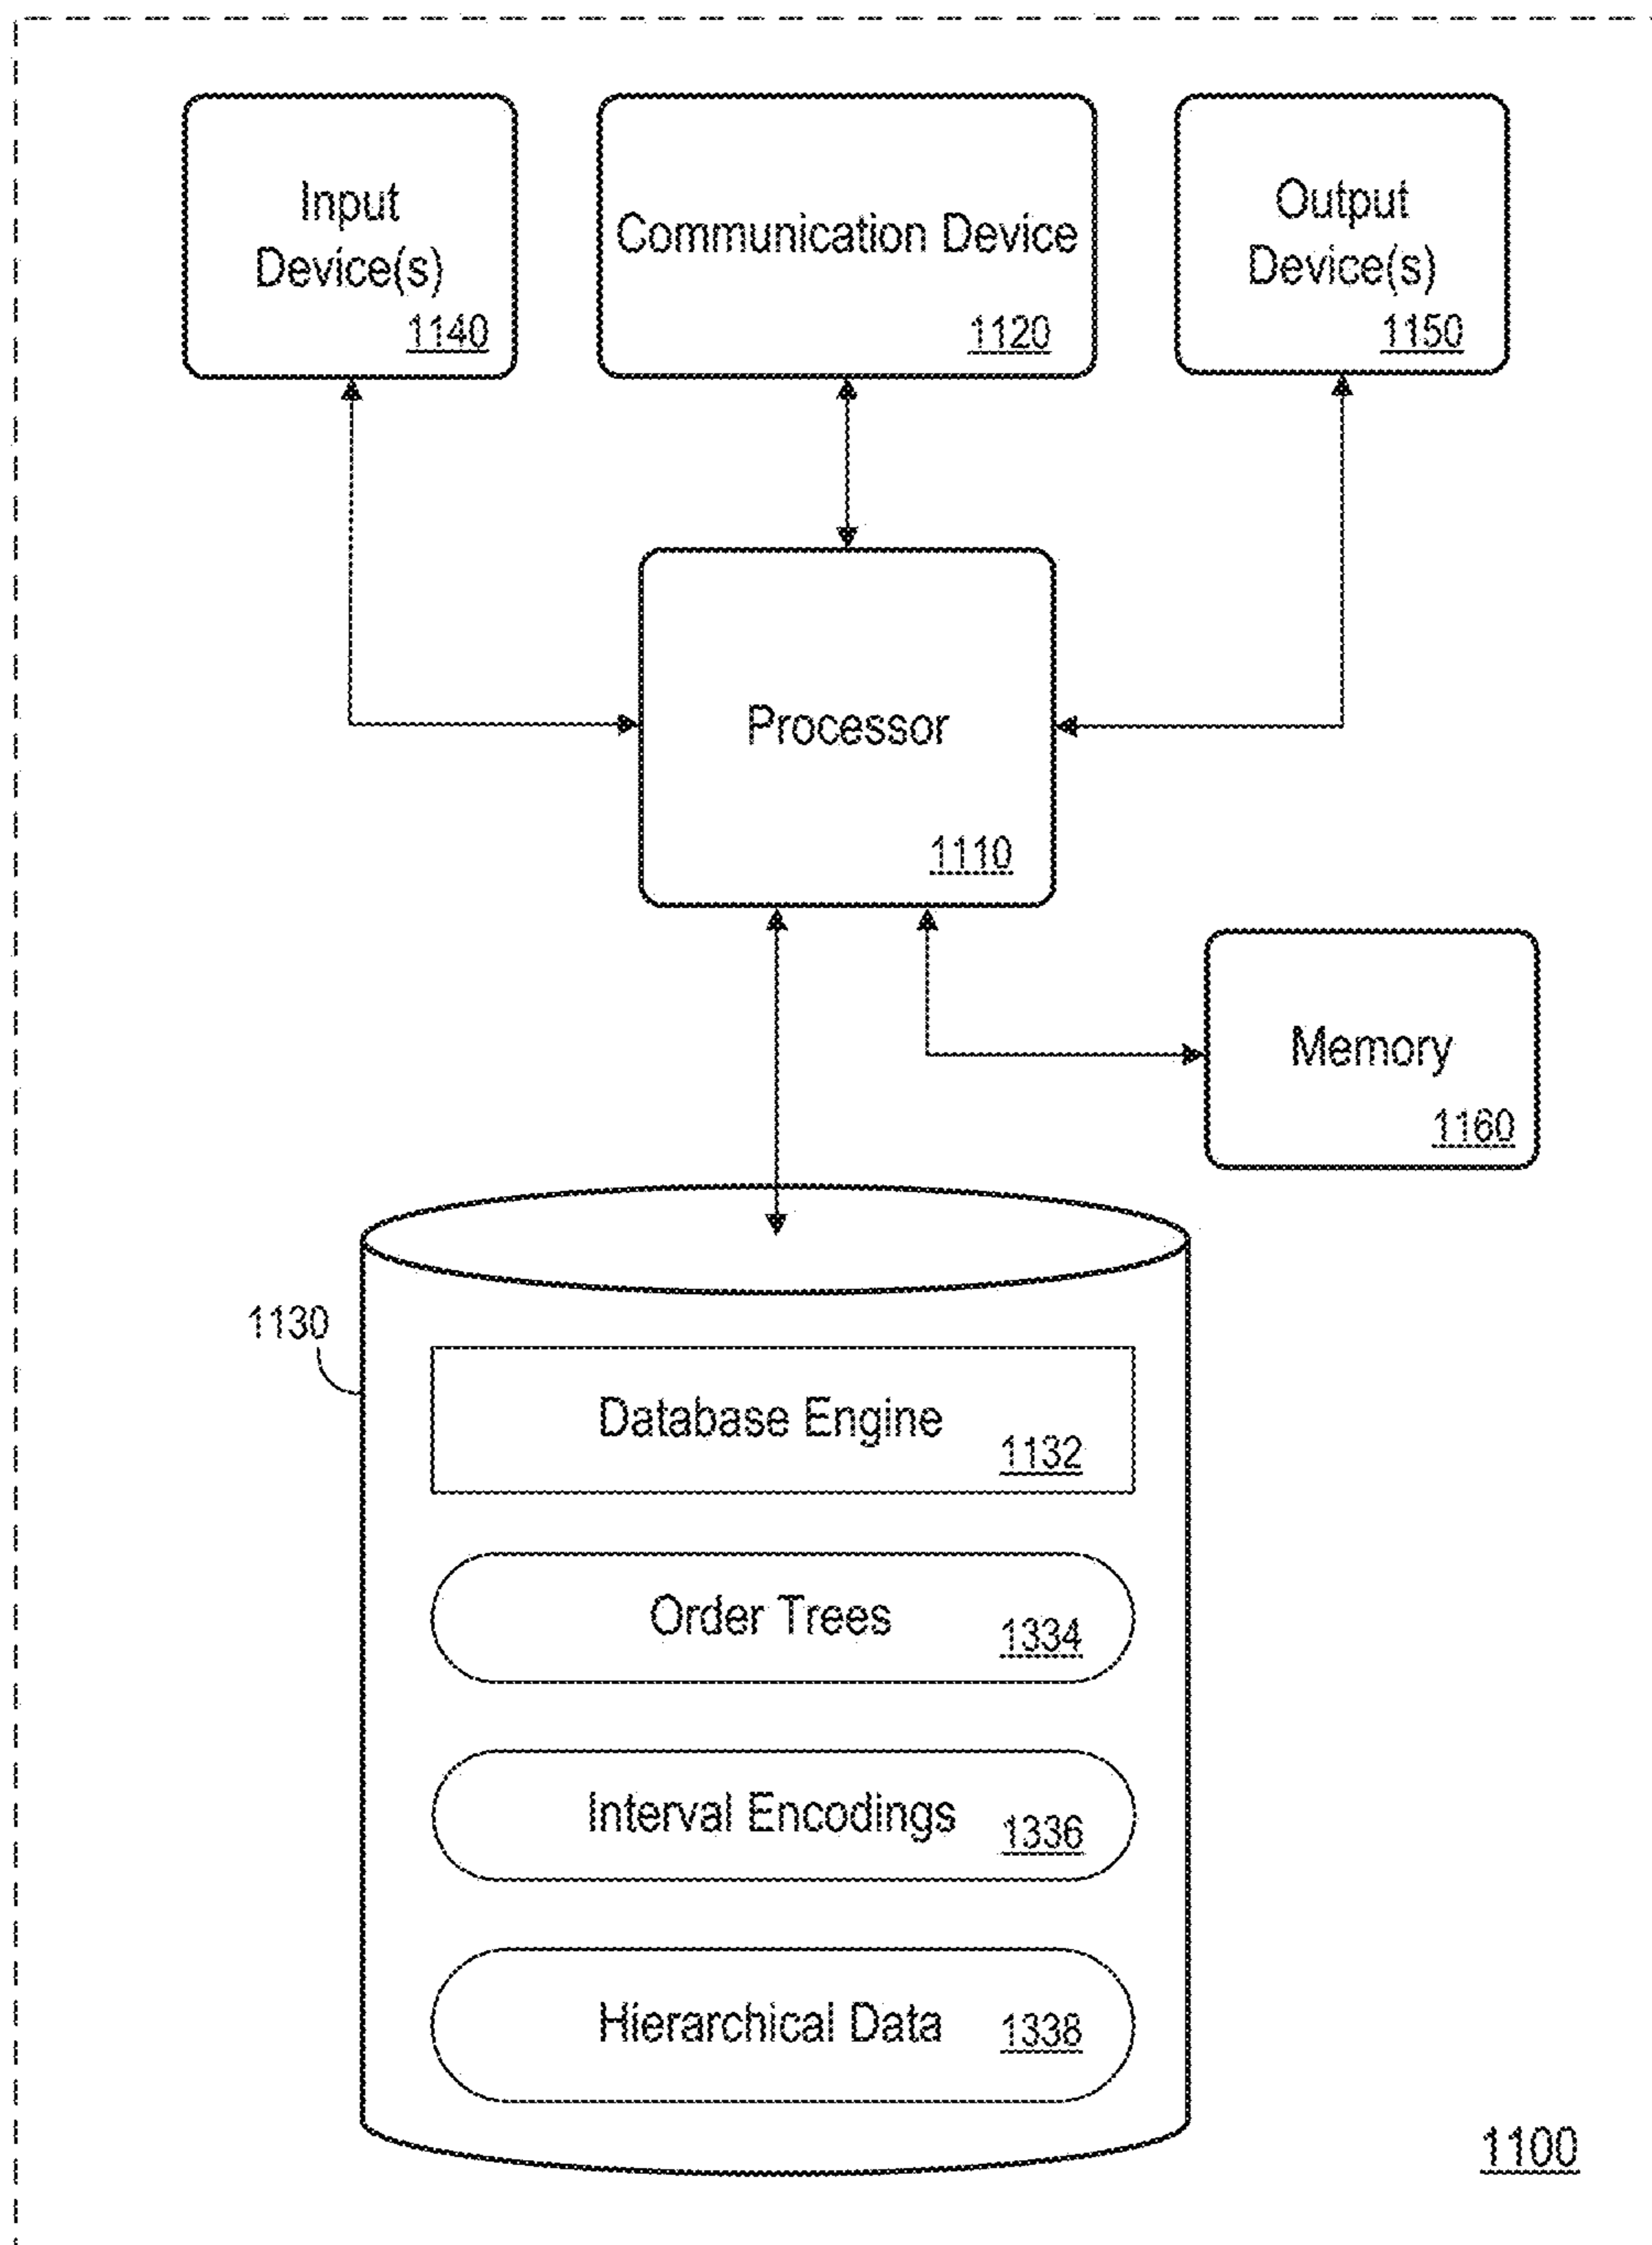 Input
Device(s)
1140
Communication Device
1120
Output
Device(s)
1150
Processor
1110
Memory
1160
1130
Database Engine 1132
Order Trees 1334
Interval Encodings 1336
Hierarchical Data 1338
1100